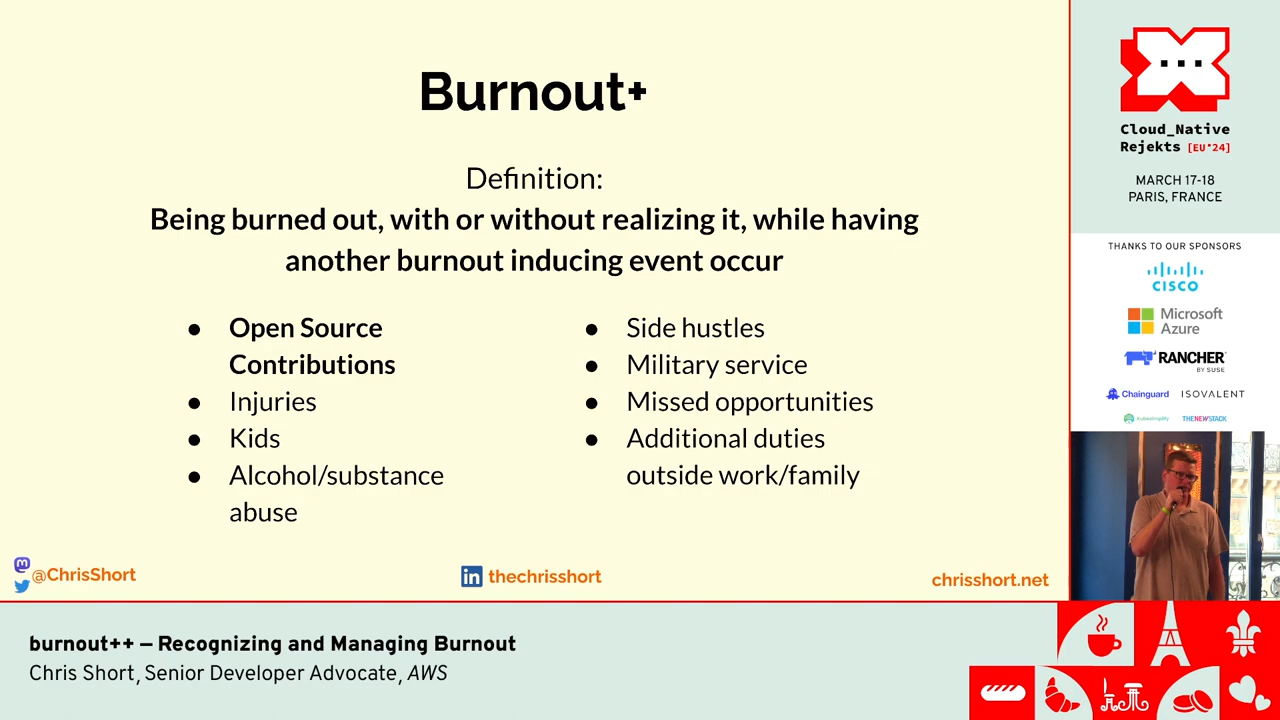 Burnout+
Definition:
Being burned out, with or without realizing it, while having
another burnout inducing event occur
● Open Source
Contributions
● Injuries
● Kids
● Alcohol/substance
abuse
● Side hustles
● Military service
● Missed opportunities
● Additional duties
outside work/family
@ChrisShort
in thechrisshort
chrisshort.net
Cloud_Native
Rejekts [EU*24]
MARCH 17-18
PARIS, FRANCE
THANKS TO OUR SPONSORS
CISCO
Microsoft
Azure
RANCHER
BY SUSE
Chainguard ISOVALENT
Kubesimplify THENEWSTACK
burnout++ – Recognizing and Managing Burnout
Chris Short, Senior Developer Advocate, AWS